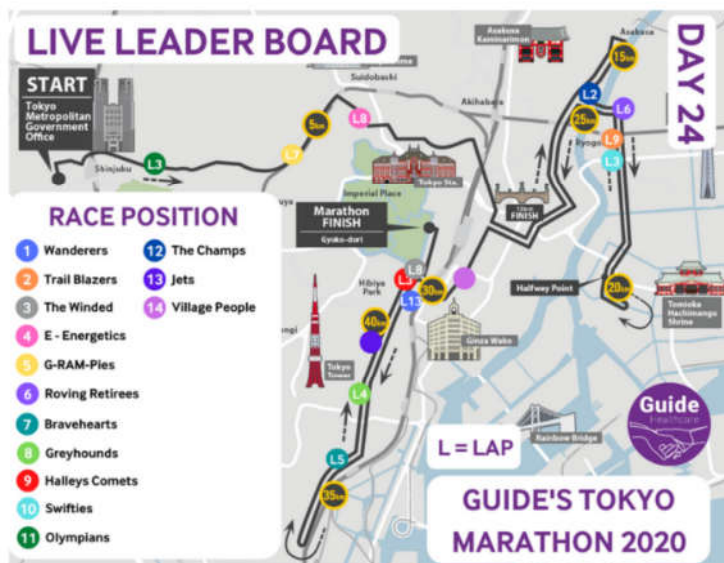 LIVE LEADER BOARD
DAY 24
START
Tokyo
Metropolitan
Government
Office
Shinjuku
L3
L7
5km
L8
Suidobashi
Akihabara
Asakusa
Kaminarimon
Asakusa
15km
L2
25km
L6
Ryogo
L9
L3
Tokyo Sta.
Imperial Place
Marathon
FINISH
Gyoko-dori
FINISH
Hibiya
Park
30km
L13
40km
Tokyo
Tower
Ginza Wako
L4
L5
35km
Halfway Point
20km
Tomioka
Hachimangu
Shrine
Rainbow Bridge
RACE POSITION
1 Wanderers
2 Trail Blazers
3 The Winded
4 E - Energetics
5 G-RAM-Pies
6 Roving Retirees
7 Bravehearts
8 Greyhounds
9 Halleys Comets
10 Swifties
11 Olympians
12 The Champs
13 Jets
14 Village People
L = LAP
Guide
Healthcare
GUIDE'S TOKYO
MARATHON 2020